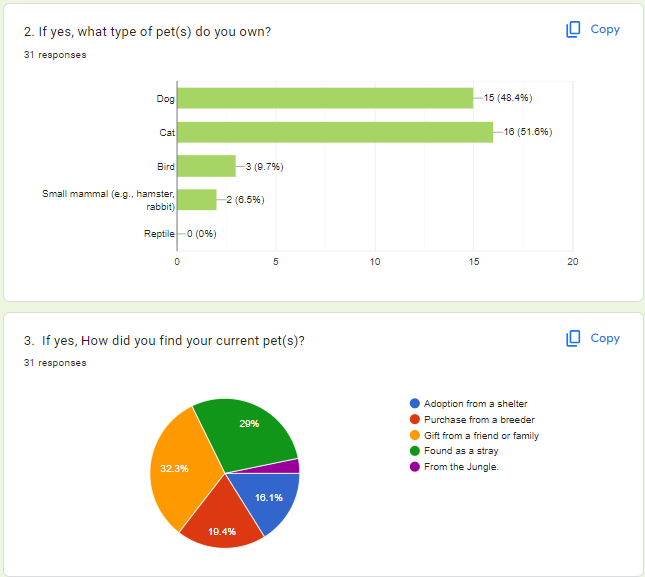 2. If yes, what type of pet(s) do you own?
Copy
31 responses
Dog
15 (48.4%)
Cat
16 (51.6%)
Bird
3 (9.7%)
Small mammal (e.g., hamster,
rabbit)
2 (6.5%)
Reptile
0 (0%)
0
5
10
15
20
3. If yes, How did you find your current pet(s)?
Copy
31 responses
Adoption from a shelter
Purchase from a breeder
Gift from a friend or family
Found as a stray
From the Jungle.
29%
32.3%
16.1%
19.4%